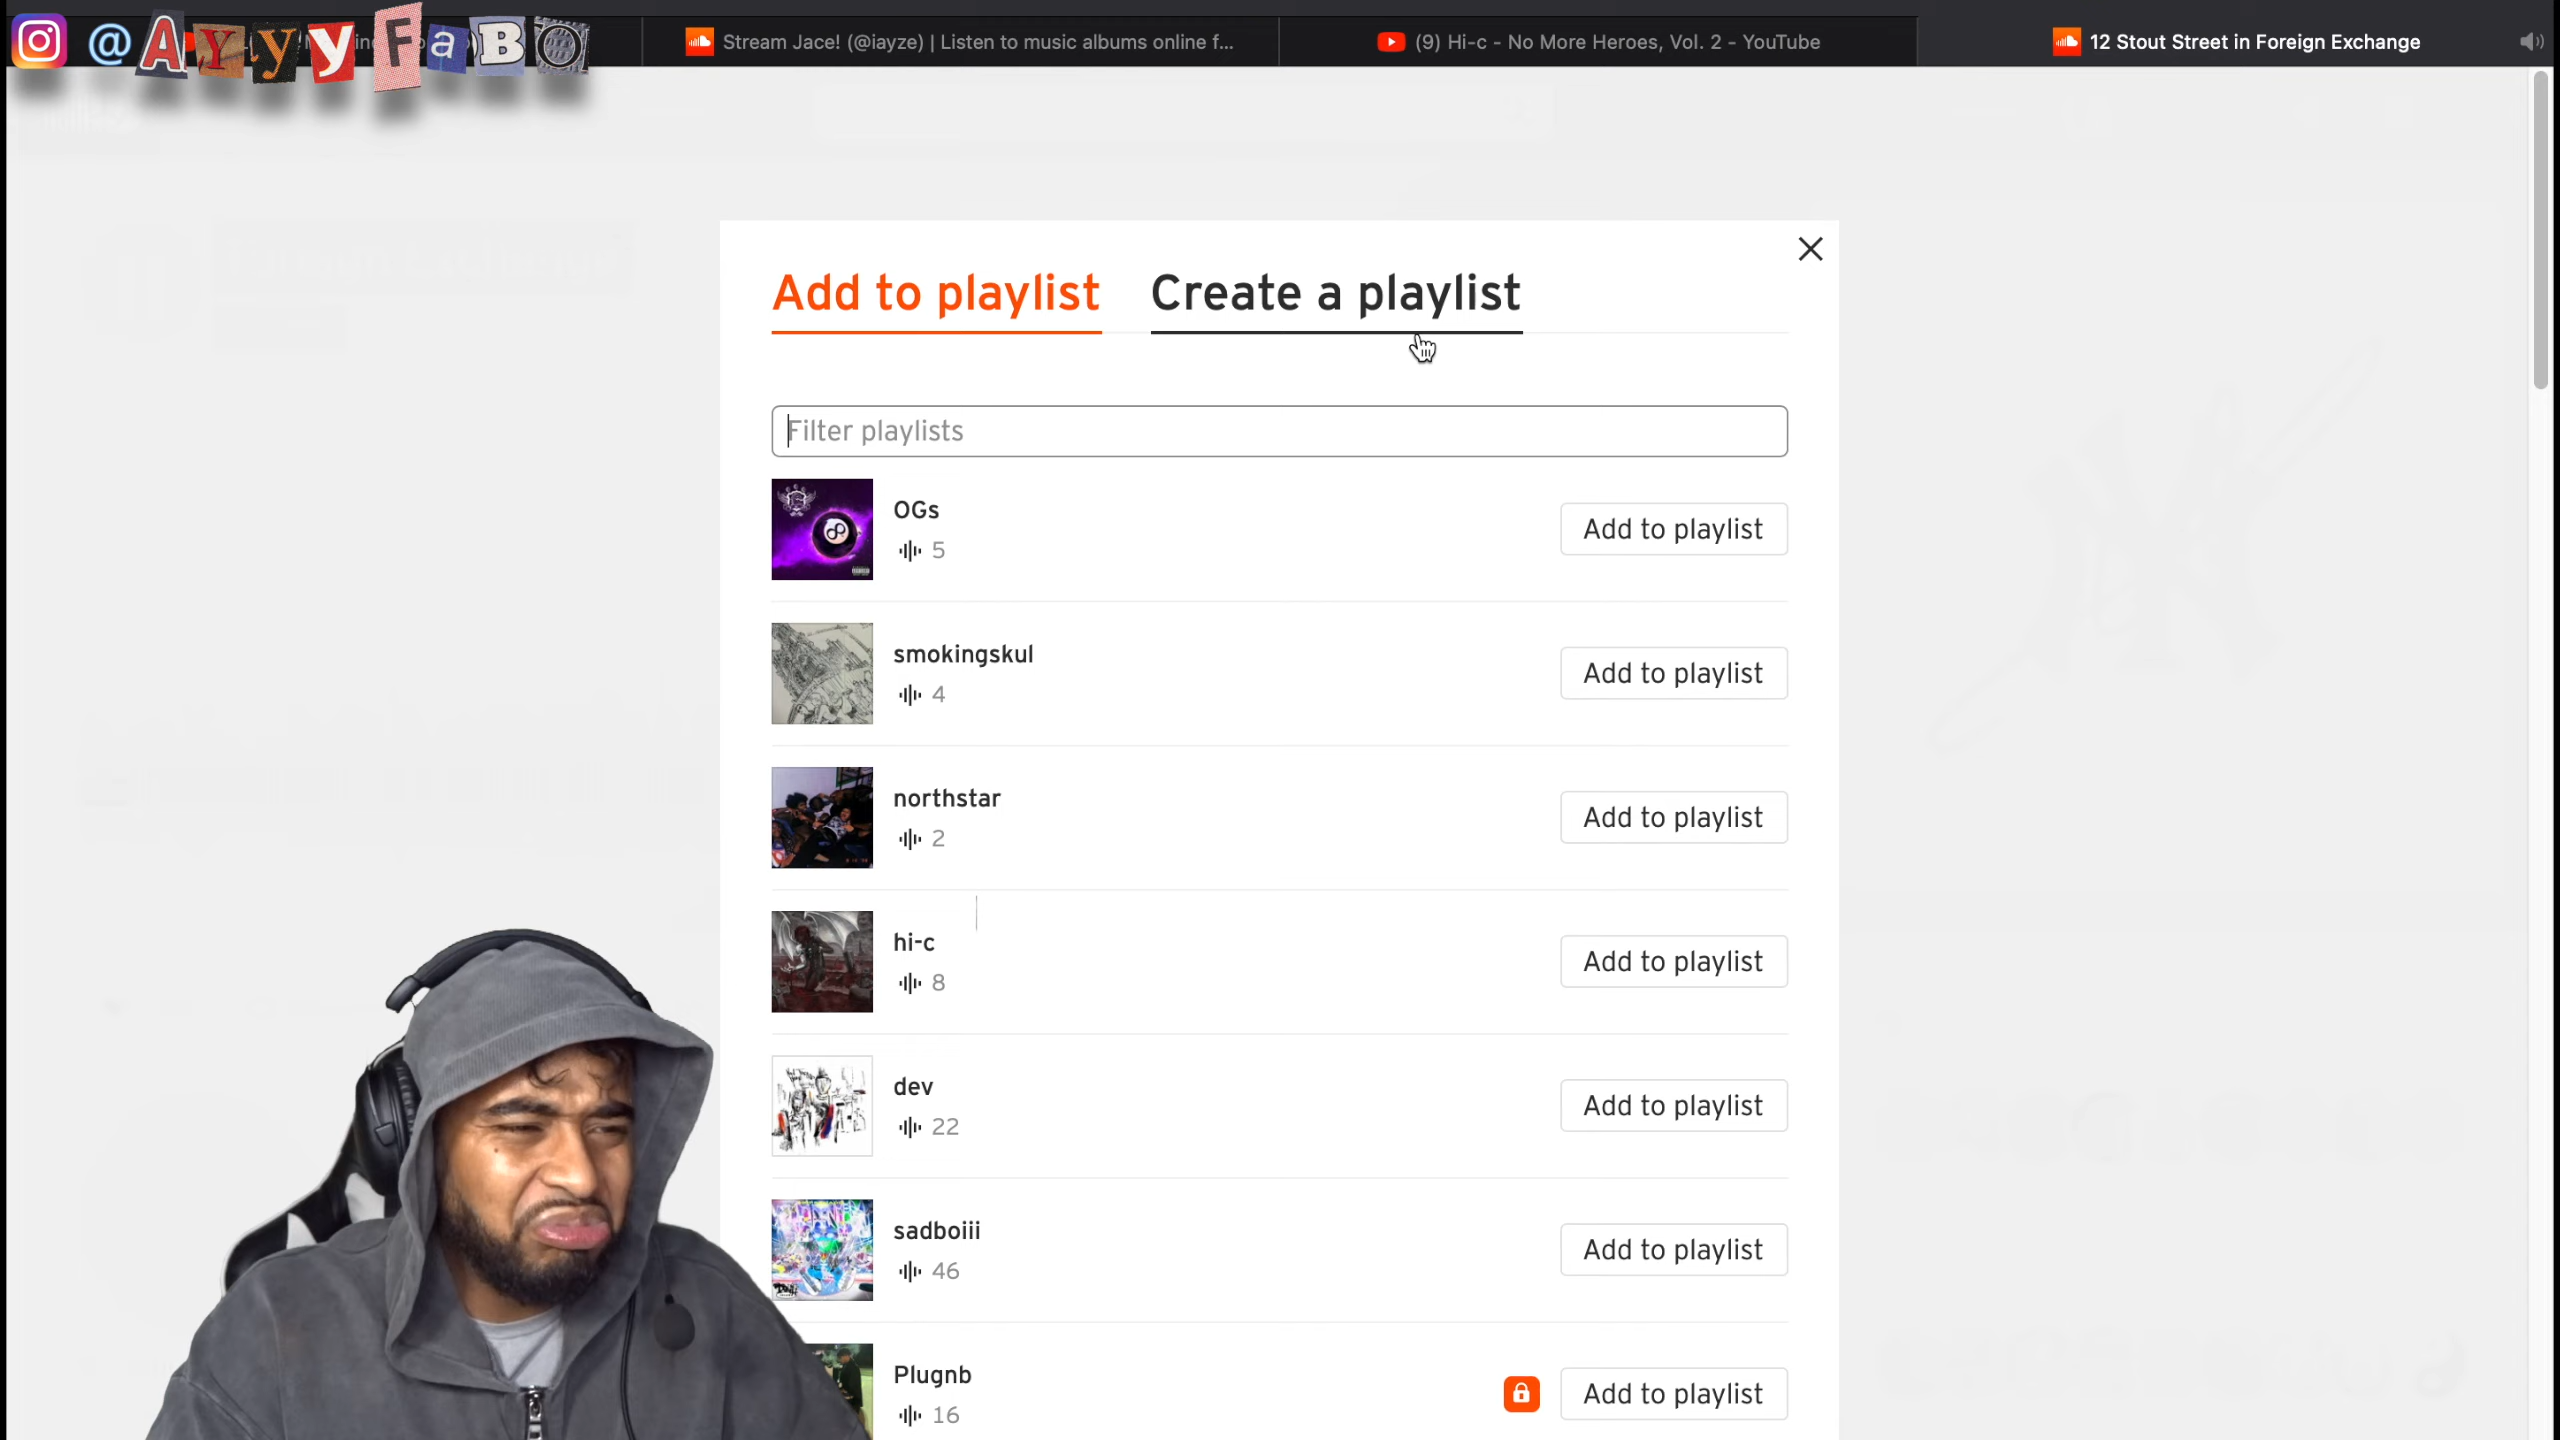 @AYyyFaBO
Stream Jace! (@iayze) | Listen to music albums online f...
(9) Hi-c - No More Heroes, Vol. 2 - YouTube
12 Stout Street in Foreign Exchange
Add to playlist
Create a playlist
Filter playlists
OGs
5
Add to playlist
smokingskul
4
Add to playlist
northstar
2
Add to playlist
hi-c
8
Add to playlist
dev
22
Add to playlist
sadboiii
46
Add to playlist
Plugnb
16
Add to playlist